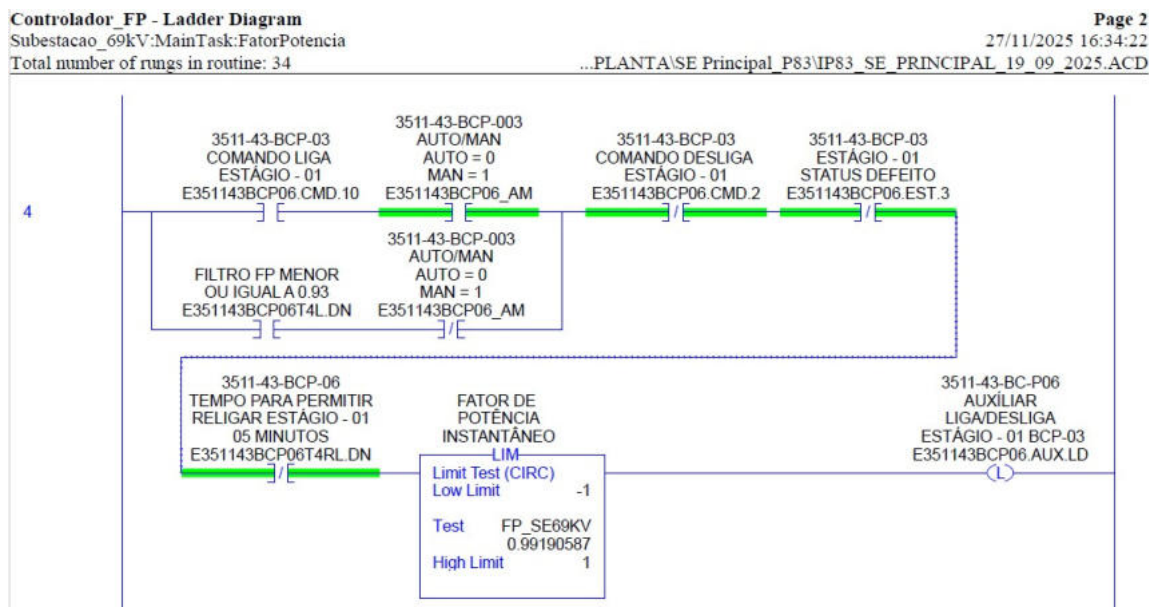 Controlador_FP - Ladder Diagram
Page 2
Subestacao_69kV:MainTask:FatorPotencia
27/11/2025 16:34:22
Total number of rungs in routine: 34
...PLANTA\SE Principal_P83\IP83_SE_PRINCIPAL_19_09_2025.ACD
4
3511-43-BCP-03
COMANDO LIGA
ESTÁGIO - 01
E351143BCP06.CMD.10
3511-43-BCP-003
AUTO/MAN
AUTO = 0
MAN = 1
E351143BCP06_AM
3511-43-BCP-03
COMANDO DESLIGA
ESTÁGIO - 01
E351143BCP06.CMD.2
3511-43-BCP-03
ESTÁGIO - 01
STATUS DEFEITO
E351143BCP06.EST.3
FILTRO FP MENOR
OU IGUAL A 0.93
E351143BCP06T4L.DN
3511-43-BCP-003
AUTO/MAN
AUTO = 0
MAN = 1
E351143BCP06_AM
3511-43-BCP-06
TEMPO PARA PERMITIR
RELIGAR ESTÁGIO - 01
05 MINUTOS
E351143BCP06T4RL.DN
FATOR DE
POTÊNCIA
INSTANTÂNEO
LIM
Limit Test (CIRC)
Low Limit -1
Test FP_SE69KV
0.99190587
High Limit 1
3511-43-BC-P06
AUXÍLIAR
LIGA/DESLIGA
ESTÁGIO - 01 BCP-03
E351143BCP06.AUX.LD
L